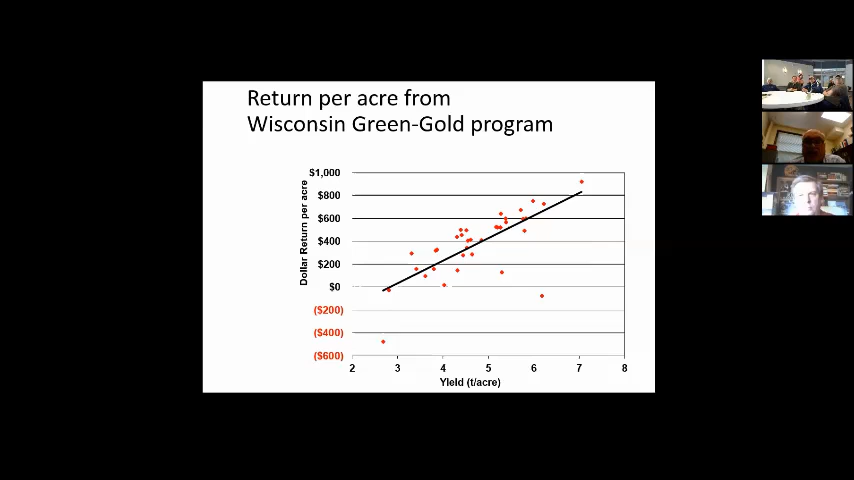 Return per acre from
Wisconsin Green-Gold program
Dollar Return per acre
$1,000
$800
$600
$400
$200
$0
($200)
($400)
($600)
2 3 4 5 6 7 8
Yield (t/acre)